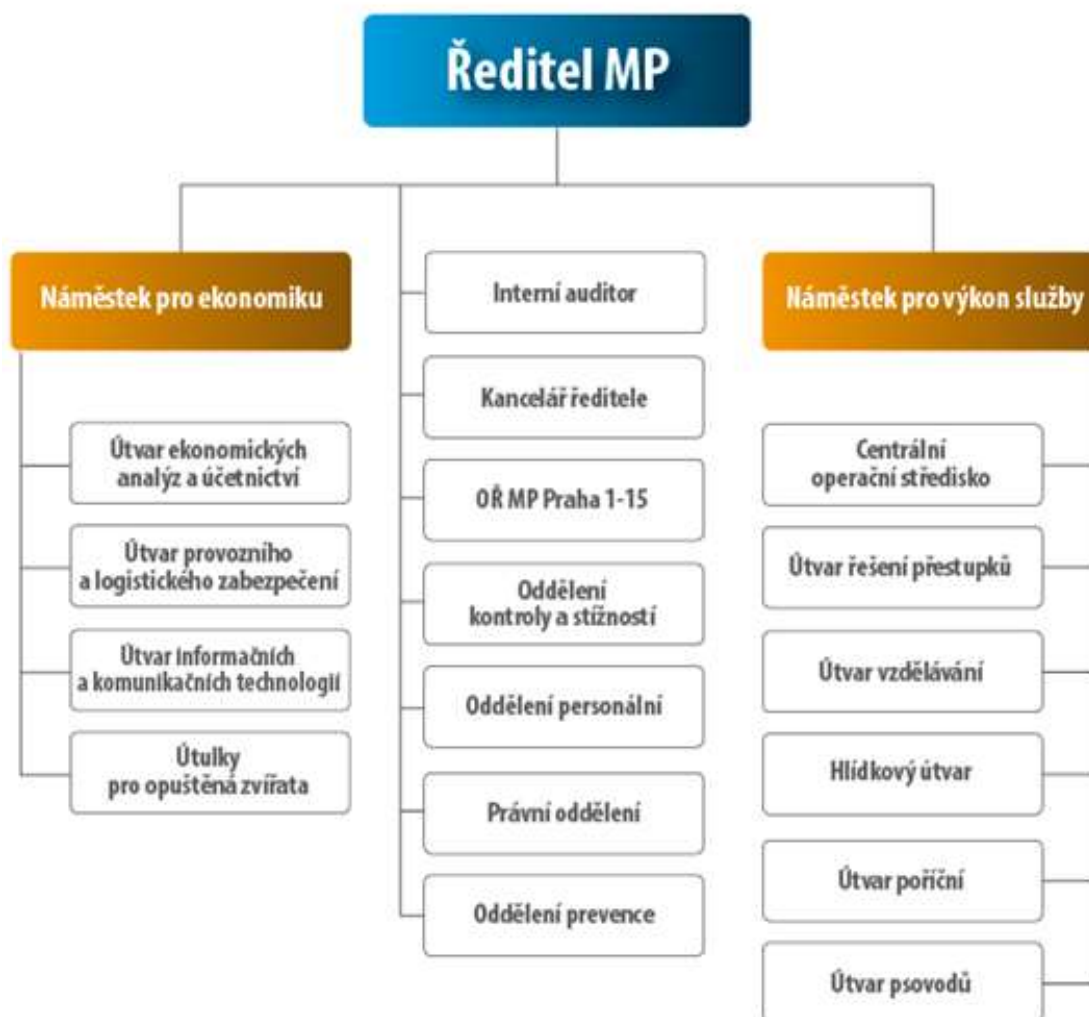 Ředitel MP
Náměstek pro ekonomiku
Útvar ekonomických
analýz a účetnictví
Útvar provozního
a logistického zabezpečení
Útvar informačních
a komunikačních technologií
Útulky
pro opuštěná zvířata
Interní auditor
Kancelář ředitele
OŘ MP Praha 1-15
Oddělení
kontroly a stížností
Oddělení personální
Právní oddělení
Oddělení prevence
Náměstek pro výkon služby
Centrální
operační středisko
Útvar řešení přestupků
Útvar vzdělávání
Hlídkový útvar
Útvar poříční
Útvar psovodů